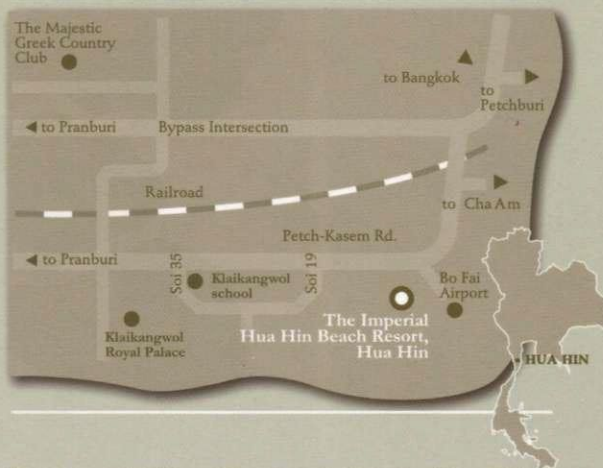 The Majestic
Greek Country
Club
to Bangkok
to
Petchburi
to Pranburi
Bypass Intersection
Railroad
to Cha Am
Petch-Kasem Rd.
to Pranburi
Soi 35
Klaikangwol
school
Soi 19
Bo Fai
Airport
The Imperial
Hua Hin Beach Resort,
Hua Hin
Klaikangwol
Royal Palace
HUA HIN